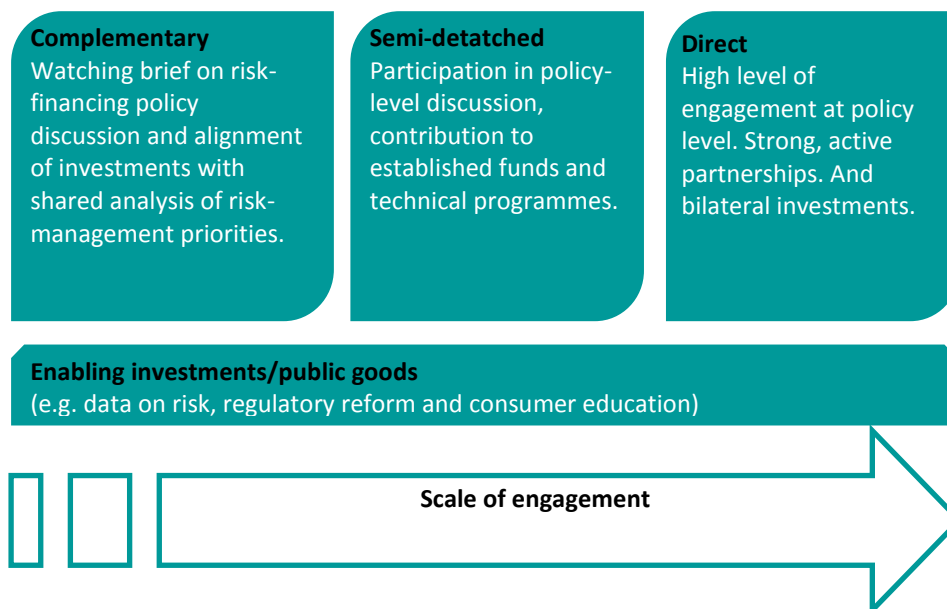 Complementary
Watching brief on risk-
financing policy
discussion and alignment
of investments with
shared analysis of risk-
management priorities.
Semi-detatched
Participation in policy-
level discussion,
contribution to
established funds and
technical programmes.
Direct
High level of
engagement at policy
level. Strong, active
partnerships. And
bilateral investments.
Enabling investments/public goods
(e.g. data on risk, regulatory reform and consumer education)
Scale of engagement